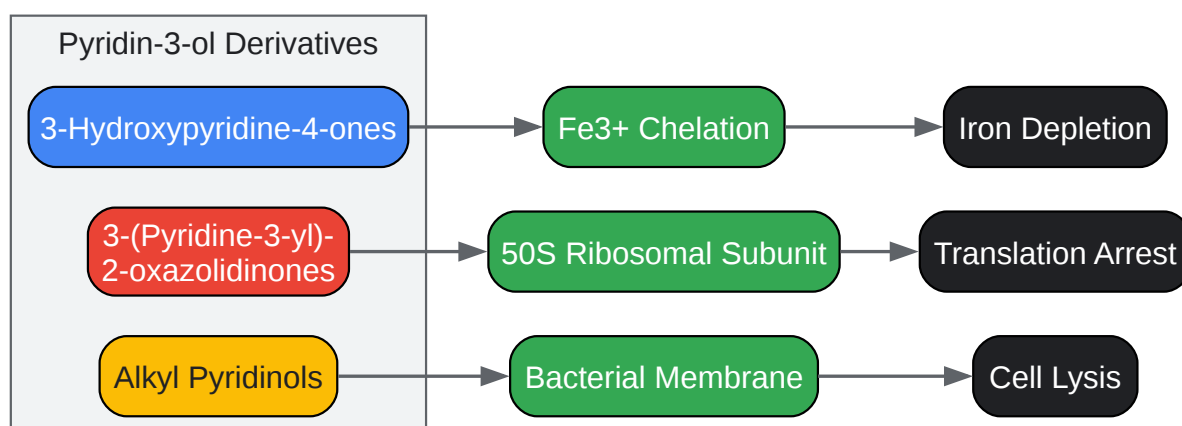 Pyridin-3-ol Derivatives
3-Hydroxypyridine-4-ones
Fe3+ Chelation
Iron Depletion
3-(Pyridine-3-yl)-
2-oxazolidinones
50S Ribosomal Subunit
Translation Arrest
Alkyl Pyridinols
Bacterial Membrane
Cell Lysis